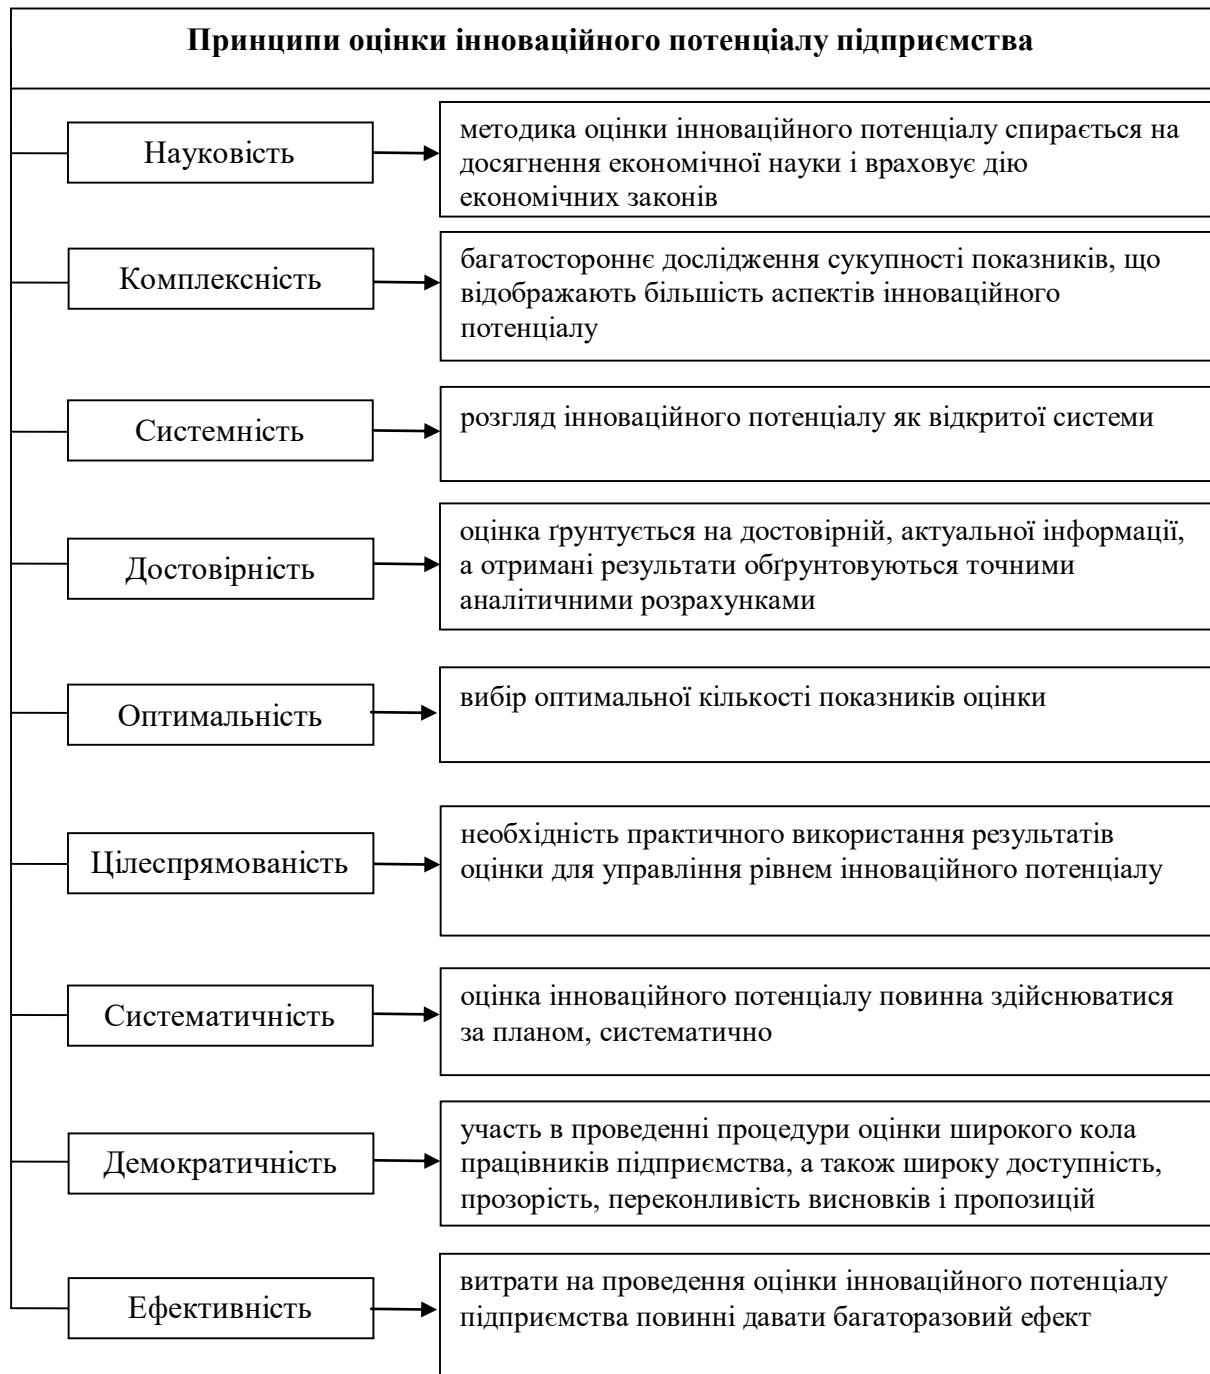 Принципи оцінки інноваційного потенціалу підприємства
Науковість
методика оцінки інноваційного потенціалу спирається на
досягнення економічної науки і враховує дію
економічних законів
Комплексність
багатостороннє дослідження сукупності показників, що
відображають більшість аспектів інноваційного
потенціалу
Системність
розгляд інноваційного потенціалу як відкритої системи
Достовірність
оцінка ґрунтується на достовірній, актуальної інформації,
а отримані результати обґрунтовуються точними
аналітичними розрахунками
Оптимальність
вибір оптимальної кількості показників оцінки
Цілеспрямованість
необхідність практичного використання результатів
оцінки для управління рівнем інноваційного потенціалу
Систематичність
оцінка інноваційного потенціалу повинна здійснюватися
за планом, систематично
Демократичність
участь в проведенні процедури оцінки широкого кола
працівників підприємства, а також широку доступність,
прозорість, переконливість висновків і пропозицій
Ефективність
витрати на проведення оцінки інноваційного потенціалу
підприємства повинні давати багаторазовий ефект